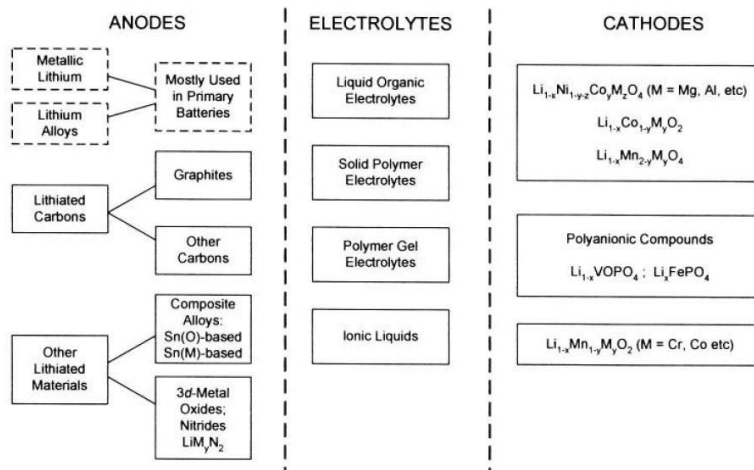 ANODES
Metallic
Lithium
Lithium
Alloys
Mostly Used
in Primary
Batteries
Lithiated
Carbons
Graphites
Other
Carbons
Other
Lithiated
Materials
Composite
Alloys:
Sn(O)-based
Sn(M)-based
3d-Metal
Oxides;
Nitrides
LiMyN2
ELECTROLYTES
Liquid Organic
Electrolytes
Solid Polymer
Electrolytes
Polymer Gel
Electrolytes
Ionic Liquids
CATHODES
Li1-xNi1-y-zCoyMzO4 (M = Mg, Al, etc)
Li1-xCo1-yMyO2
Li1-xMn2-yMyO4
Polyanionic Compounds
Li1-xVOPO4 ; LixFePO4
Li1-xMn1-yMyO2 (M = Cr, Co etc)